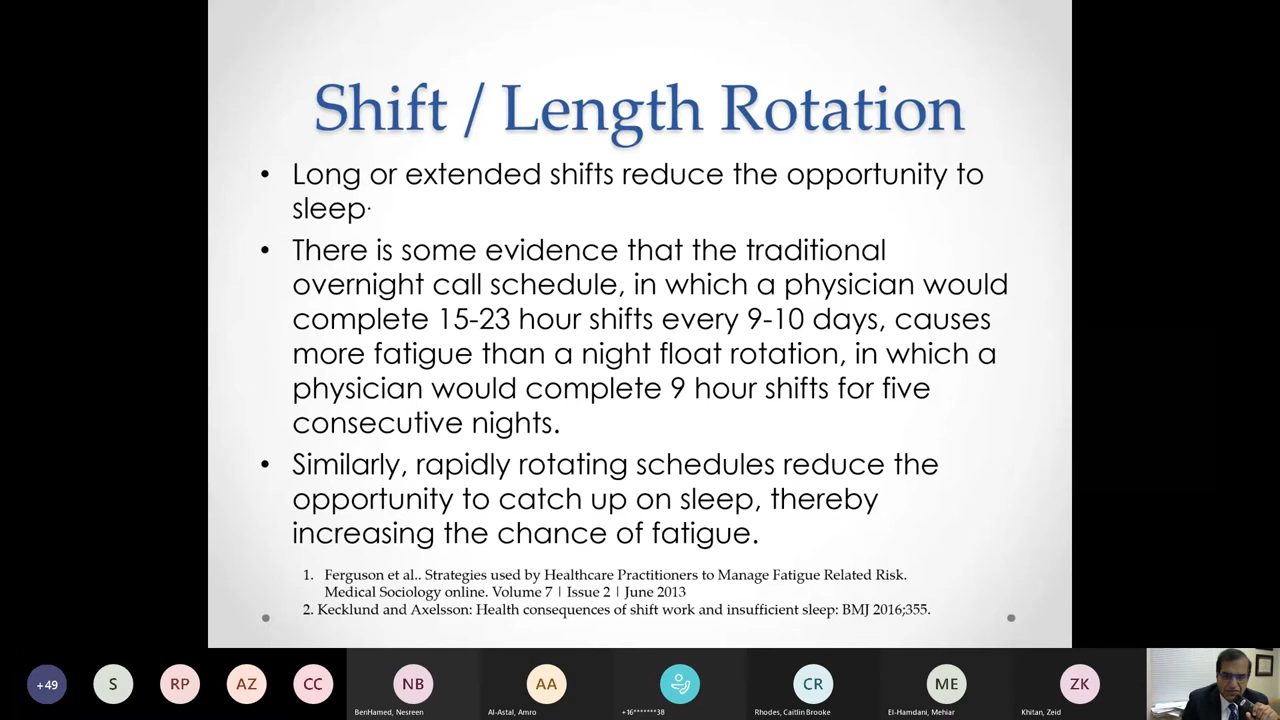 Shift / Length Rotation
• Long or extended shifts reduce the opportunity to
sleep.
• There is some evidence that the traditional
overnight call schedule, in which a physician would
complete 15-23 hour shifts every 9-10 days, causes
more fatigue than a night float rotation, in which a
physician would complete 9 hour shifts for five
consecutive nights.
• Similarly, rapidly rotating schedules reduce the
opportunity to catch up on sleep, thereby
increasing the chance of fatigue.
1. Ferguson et al.. Strategies used by Healthcare Practitioners to Manage Fatigue Related Risk.
Medical Sociology online. Volume 7 | Issue 2 | June 2013
2. Kecklund and Axelsson: Health consequences of shift work and insufficient sleep: BMJ 2016;355.
+49 S RP AZ CC NB AA CR ME ZK
BenHamed, Nesreen Al-Astal, Amro +16*******38 Rhodes, Caitlin Brooke El-Hamdani, Mehiar Khitan, Zeid